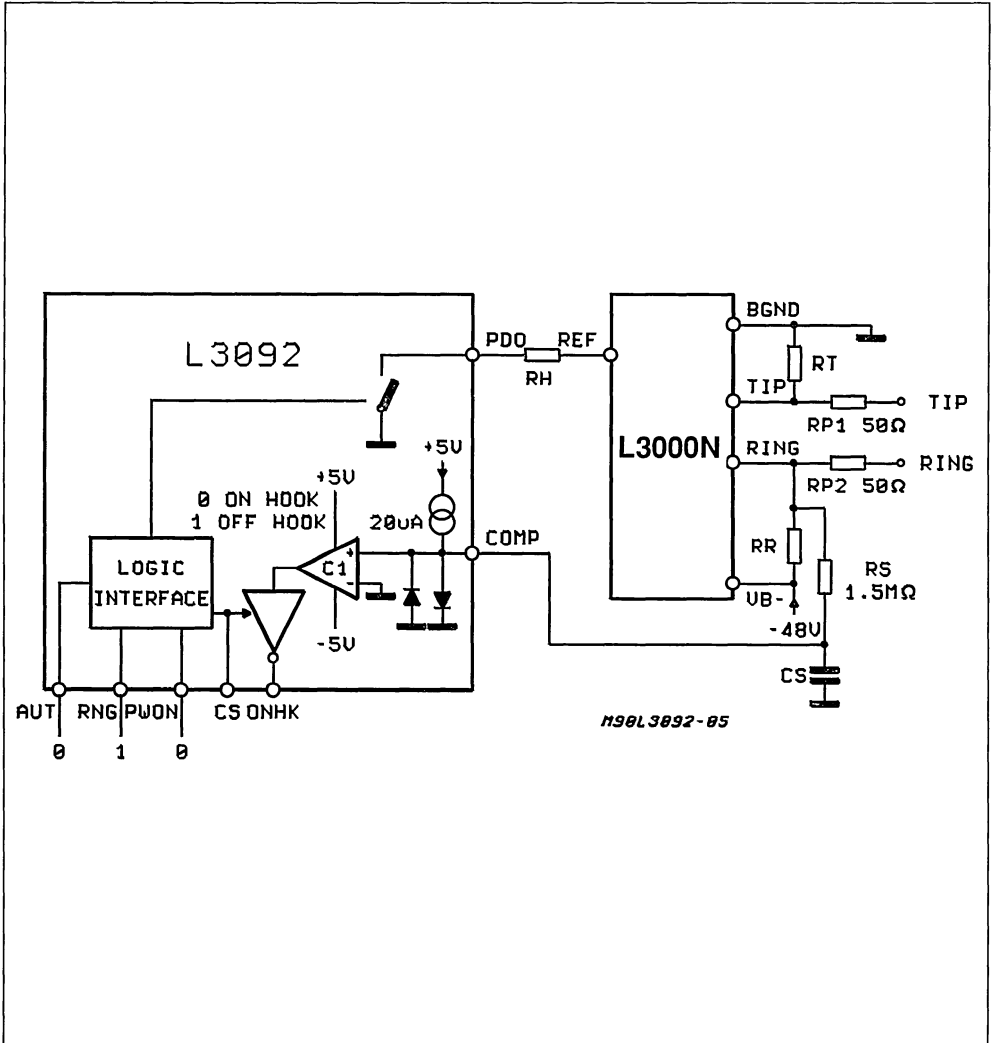 L3092
PDO
REF
RH
BGND
RT
TIP
TIP
RP1 50Ω
L3000N
RING
RING
RP2 50Ω
+5V
+5V
0 ON HOOK
1 OFF HOOK
20uA
COMP
C1
+
-
-5V
LOGIC
INTERFACE
RR
RS
1.5MΩ
VB-
-48V
CS
AUT
RNG
PWON
CS
ONHK
0
1
0
M90L3092-05